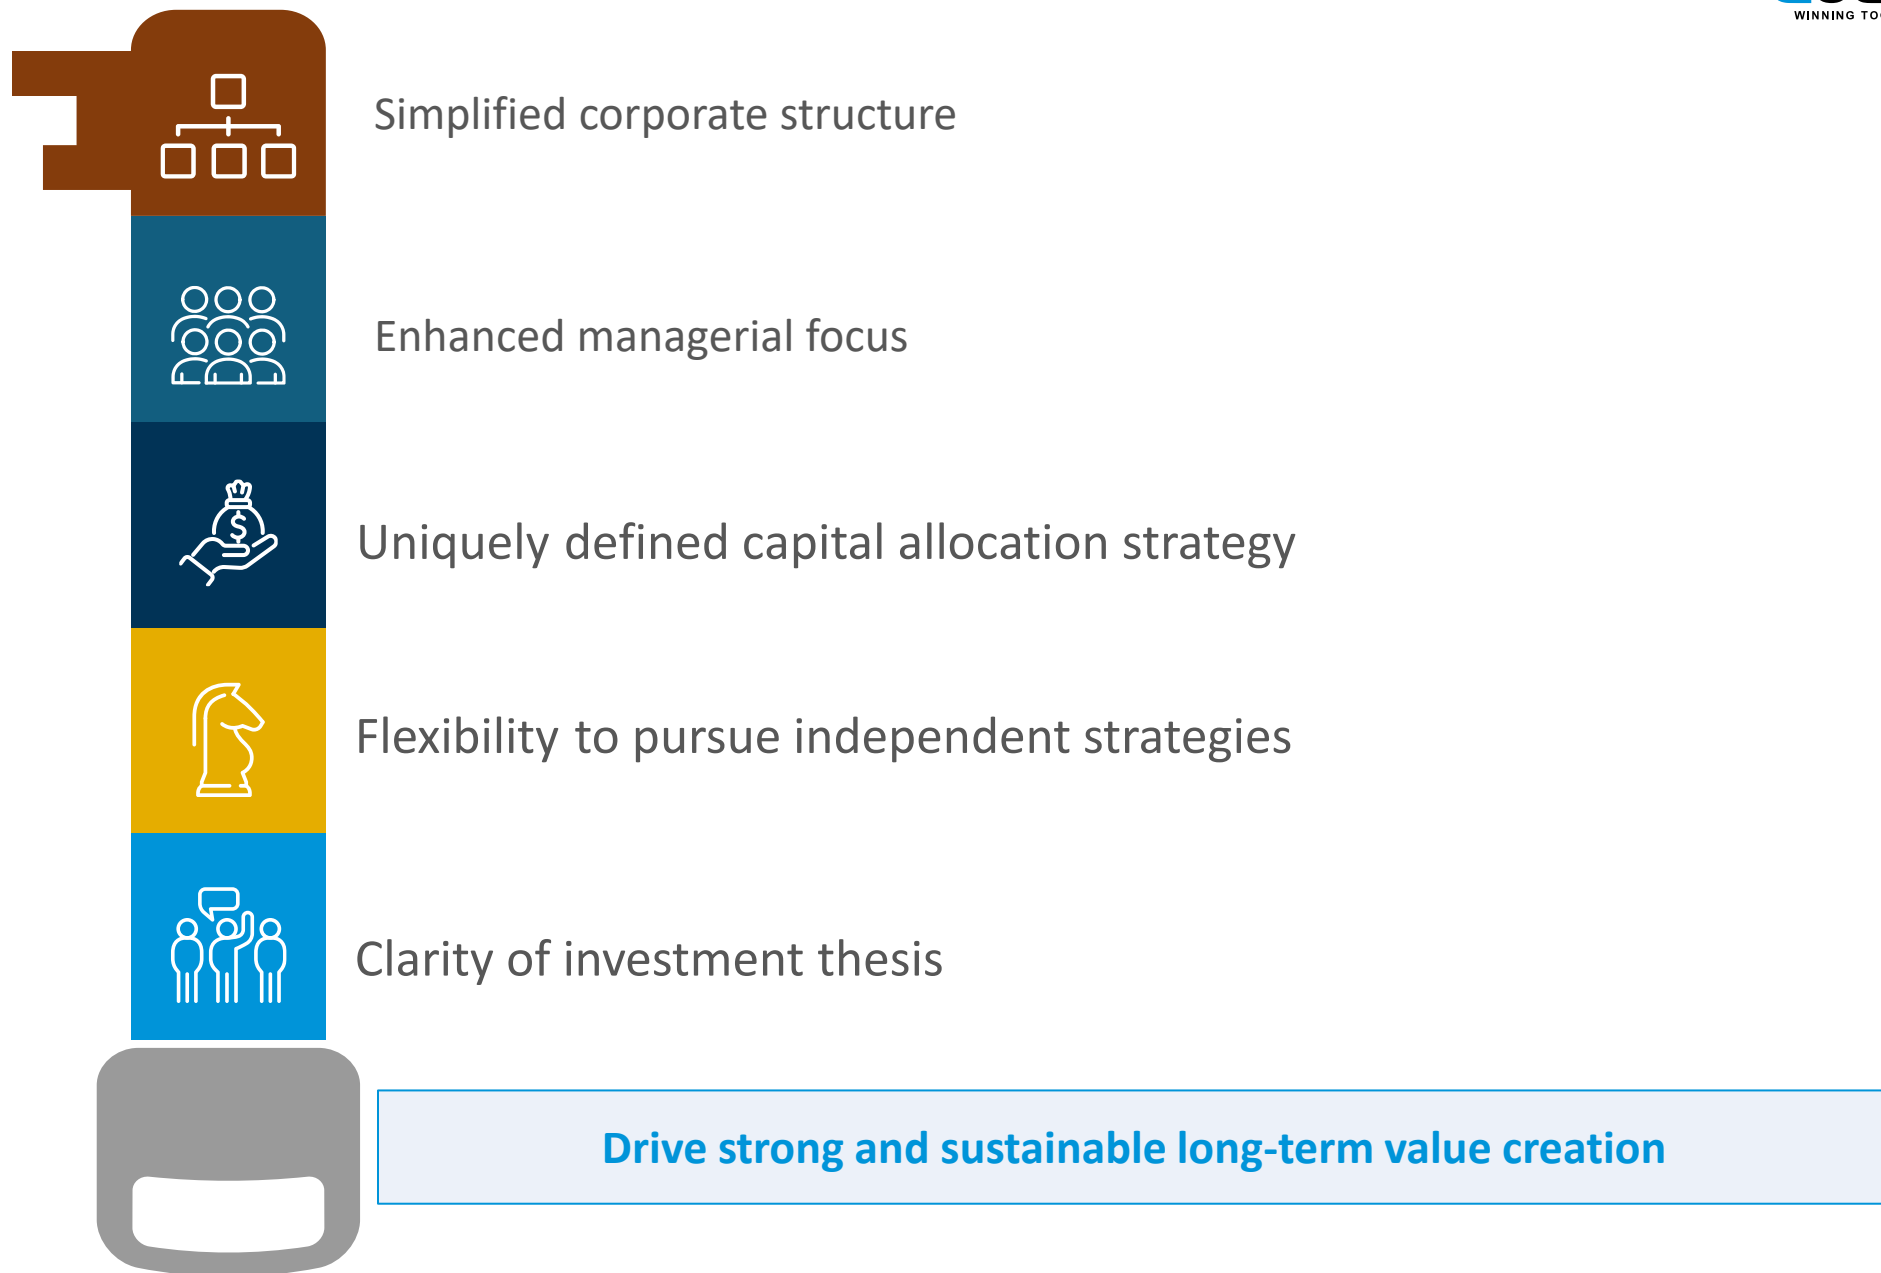 WINNING
Simplified corporate structure
Enhanced managerial focus
$
Uniquely defined capital allocation strategy
Flexibility to pursue independent strategies
Clarity of investment thesis
Drive strong and sustainable long-term value creation